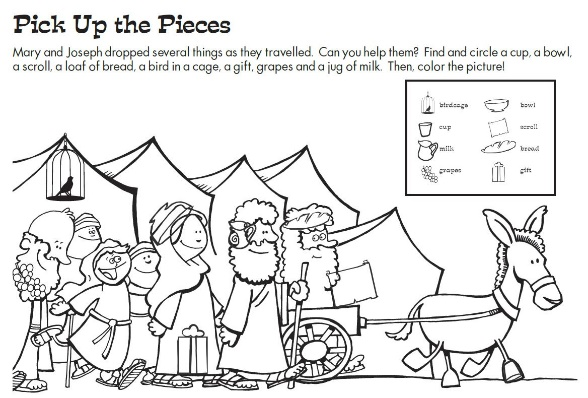 Pick Up the Pieces
Mary and Joseph dropped several things as they travelled. Can you help them? Find and circle a cup, a bowl,
a scroll, a loaf of bread, a bird in a cage, a gift, grapes and a jug of milk. Then, color the picture!
birdcage bowl
cup scroll
milk bread
grapes gift